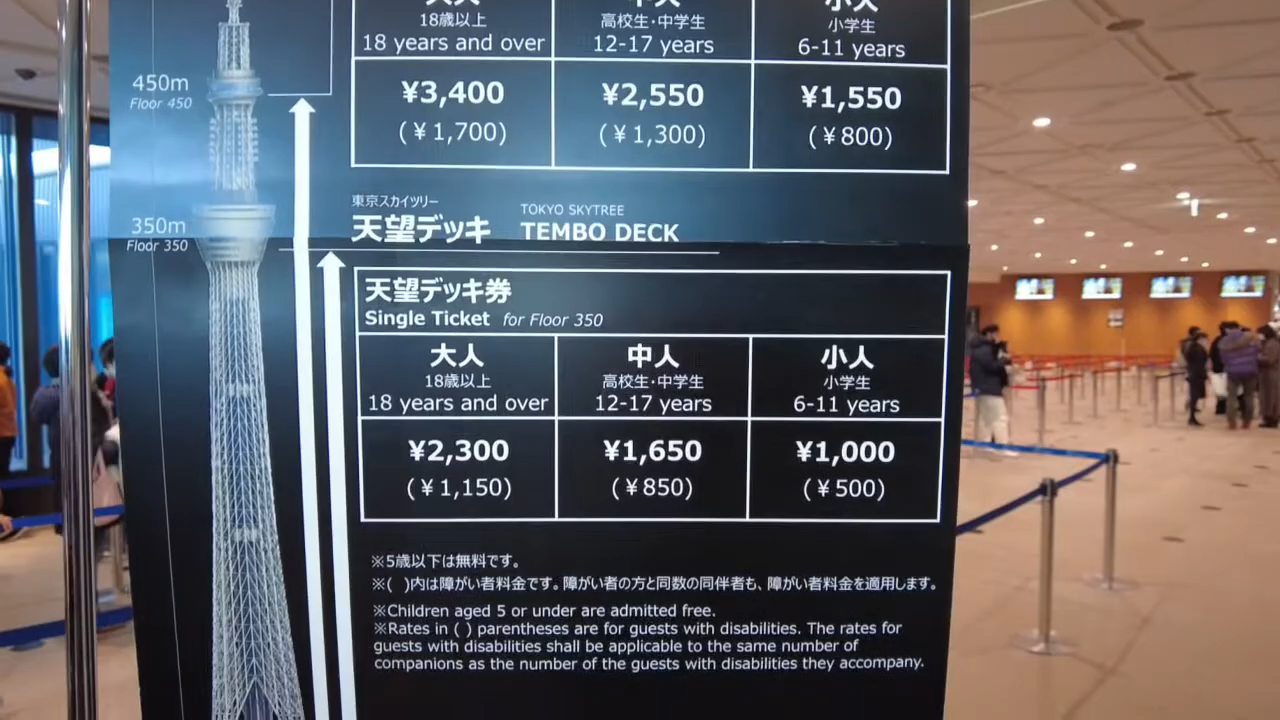 大人
中人
小人
18歳以上
高校生・中学生
小学生
18 years and over
12-17 years
6-11 years
450m
Floor 450
¥3,400
¥2,550
¥1,550
(¥1,700)
(¥1,300)
(¥800)
350m
Floor 350
東京スカイツリー
天望デッキ
TOKYO SKYTREE
TEMBO DECK
天望デッキ券
Single Ticket for Floor 350
大人
中人
小人
18歳以上
高校生・中学生
小学生
18 years and over
12-17 years
6-11 years
¥2,300
¥1,650
¥1,000
(¥1,150)
(¥850)
(¥500)
※5歳以下は無料です。
※( )内は障がい者料金です。障がい者の方と同数の同伴者も、障がい者料金を適用します。
※Children aged 5 or under are admitted free.
※Rates in ( ) parentheses are for guests with disabilities. The rates for
guests with disabilities shall be applicable to the same number of
companions as the number of the guests with disabilities they accompany.